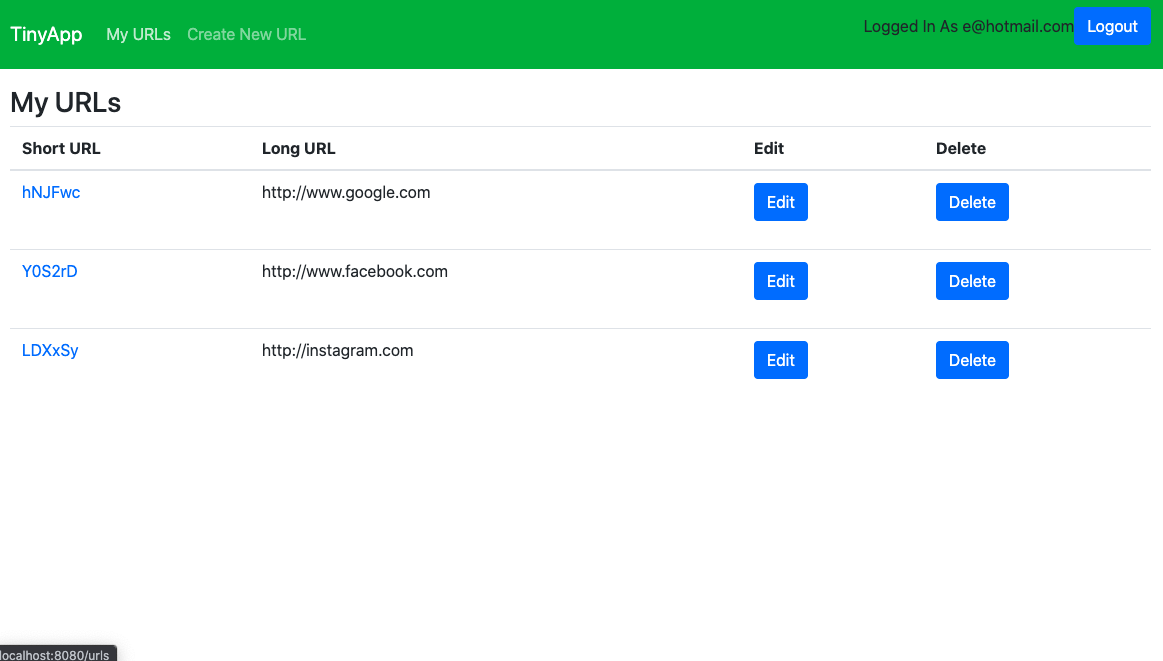 TinyApp My URLs Create New URL Logged In As e@hotmail.com Logout
My URLs
Short URL Long URL Edit Delete
hNJFwc http://www.google.com Edit Delete
Y0S2rD http://www.facebook.com Edit Delete
LDXxSy http://instagram.com Edit Delete
localhost:8080/urls